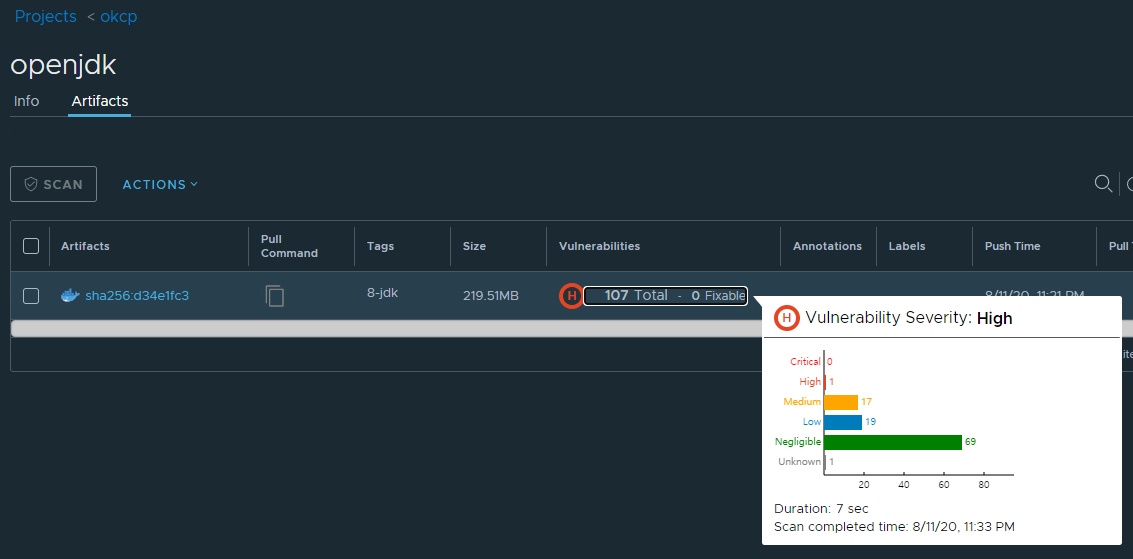 Projects < okcp
openjdk
Info Artifacts
SCAN ACTIONS
Artifacts Pull Command Tags Size Vulnerabilities Annotations Labels Push Time Pull
sha256:d34e1fc3 8-jdk 219.51MB H 107 Total - 0 Fixable 8/11/20, 11:21 PM
H Vulnerability Severity: High
Critical 0
High 1
Medium 17
Low 19
Negligible 69
Unknown 1
20 40 60 80
Duration: 7 sec
Scan completed time: 8/11/20, 11:33 PM